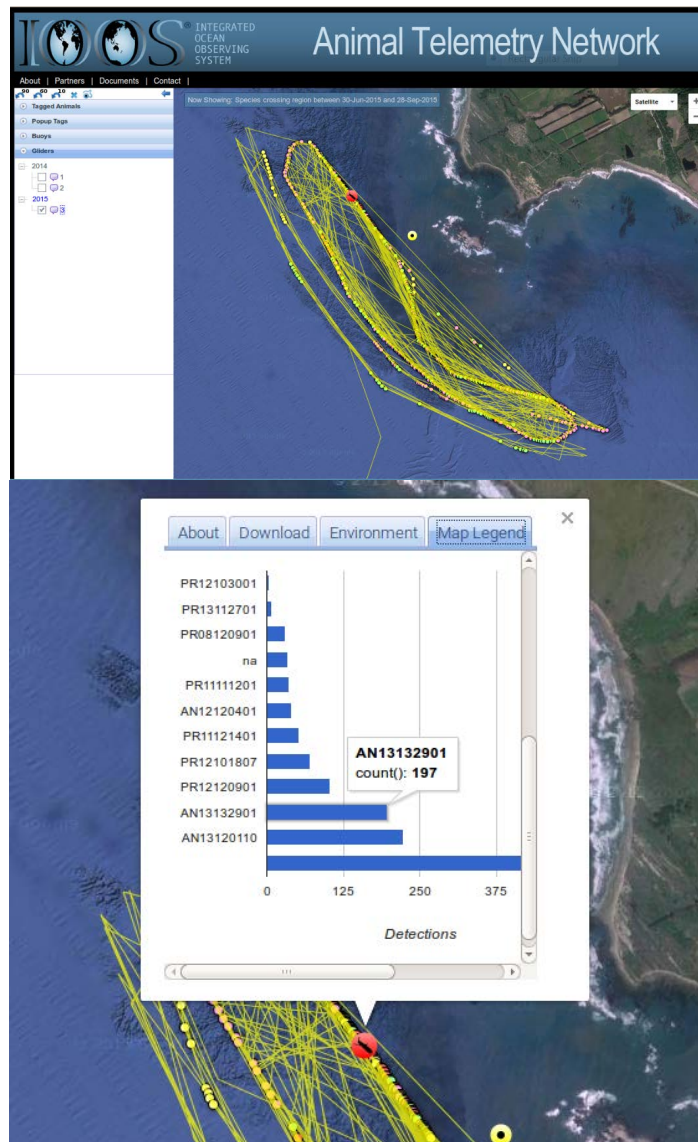 IOOS®
INTEGRATED
OCEAN
OBSERVING
SYSTEM
Animal Telemetry Network
About | Partners | Documents | Contact |
90 60 10
Tagged Animals
Popup Tags
Buoys
Gliders
2014
1
2
2015
3
Now Showing: Species crossing region between 30-Jun-2015 and 28-Sep-2015
Satellite
About
Download
Environment
Map Legend
PR12103001
PR13112701
PR08120901
na
PR11111201
AN12120401
PR11121401
PR12101807
PR12120901
AN13132901
AN13120110
AN13132901
count(): 197
0 125 250 375
Detections